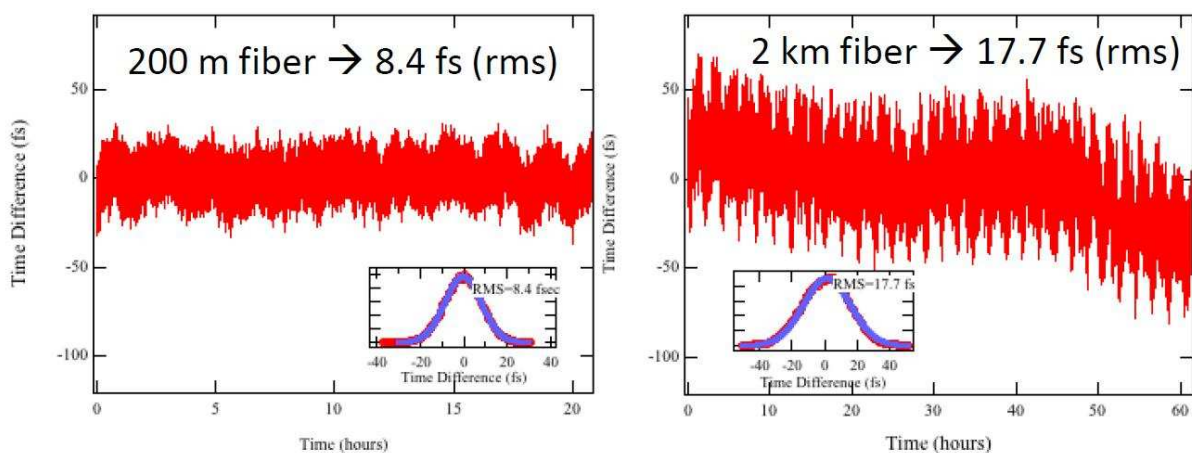 200 m fiber → 8.4 fs (rms)
Time Difference (fs)
50
0
-50
-100
RMS=8.4 fsec
-40 -20 0 20 40
Time Difference (fs)
0 5 10 15 20
Time (hours)
2 km fiber → 17.7 fs (rms)
Time Difference (fs)
50
0
-50
-100
RMS=17.7 fs
-40 -20 0 20 40
Time Difference (fs)
0 10 20 30 40 50 60
Time (hours)